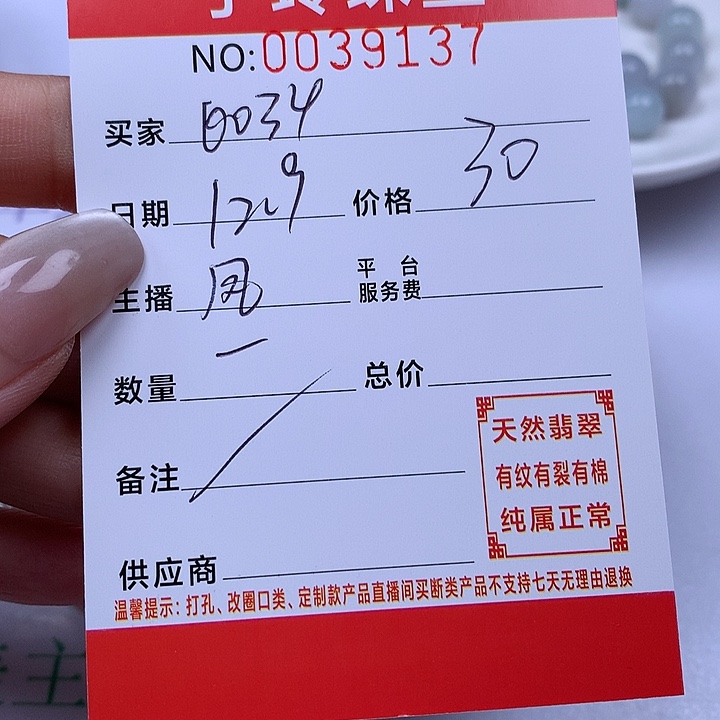 NO:0039137
买家 0034
日期 12.9 价格 30
主播 凤 平台服务费
数量 一 总价
备注
天然翡翠
有纹有裂有棉
纯属正常
供应商
温馨提示：打孔、改圈口类、定制款产品直播间买断类产品不支持七天无理由退换
主